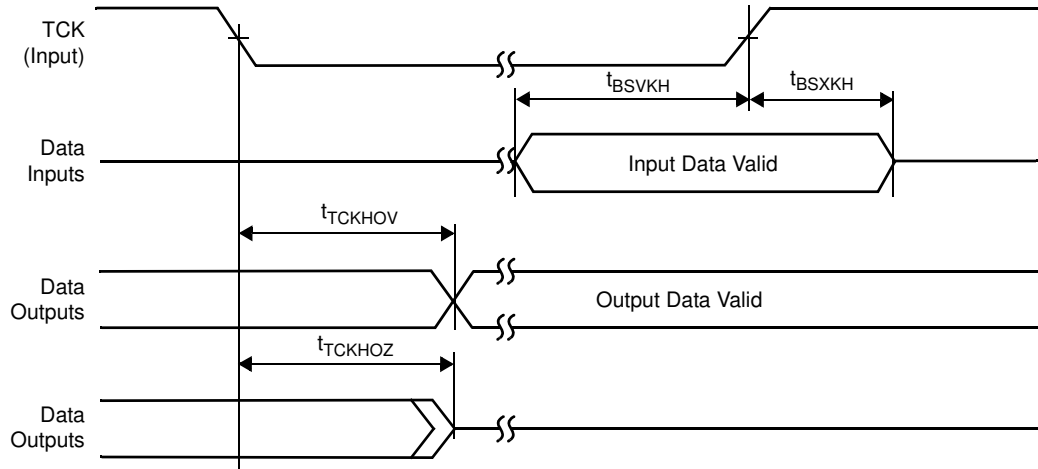 TCK
(Input)
tBSVKH
tBSXKH
Data
Inputs
Input Data Valid
tTCKHOV
Data
Outputs
Output Data Valid
tTCKHOZ
Data
Outputs